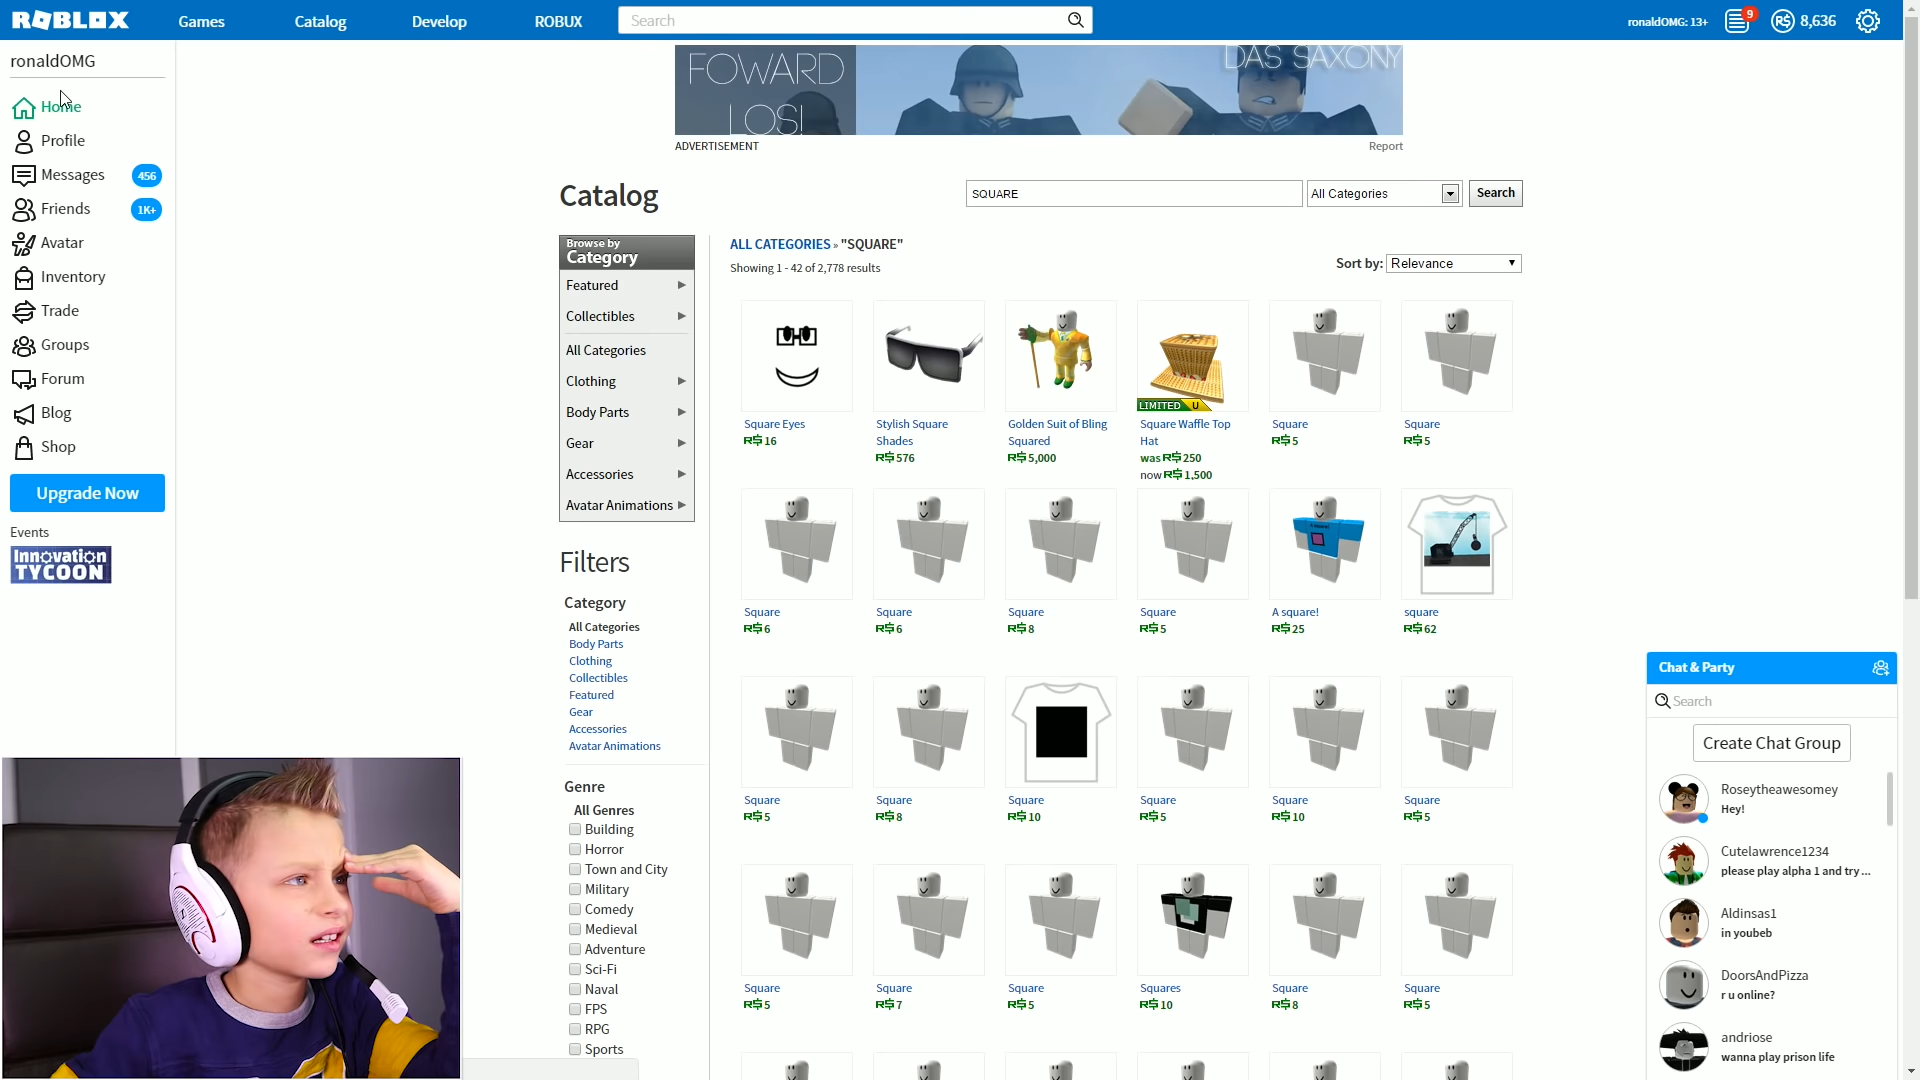 ROBLOX Games Catalog Develop ROBUX Search ronaldOMG: 13+ 9 R$ 8,636
ronaldOMG
Home
Profile
Messages 456
Friends 1K+
Avatar
Inventory
Trade
Groups
Forum
Blog
Shop
Upgrade Now
Events
Innovation
TYCOON
FOWARD
LOSI
DAS SAXONY
ADVERTISEMENT Report
Catalog
SQUARE All Categories Search
Browse by
Category
Featured
Collectibles
All Categories
Clothing
Body Parts
Gear
Accessories
Avatar Animations
Filters
Category
All Categories
Body Parts
Clothing
Collectibles
Featured
Gear
Accessories
Avatar Animations
Genre
All Genres
Building
Horror
Town and City
Military
Comedy
Medieval
Adventure
Sci-Fi
Naval
FPS
RPG
Sports
ALL CATEGORIES » "SQUARE"
Showing 1 - 42 of 2,778 results
Sort by: Relevance
Square Eyes
R$ 16
Stylish Square
Shades
R$ 576
Golden Suit of Bling
Squared
R$ 5,000
LIMITED U
Square Waffle Top
Hat
was R$ 250
now R$ 1,500
Square
R$ 5
Square
R$ 5
Square
R$ 6
Square
R$ 6
Square
R$ 8
Square
R$ 5
A square!
R$ 25
square
R$ 62
Square
R$ 5
Square
R$ 8
Square
R$ 10
Square
R$ 5
Square
R$ 10
Square
R$ 5
Square
R$ 5
Square
R$ 7
Square
R$ 5
Squares
R$ 10
Square
R$ 8
Square
R$ 5
Chat & Party
Search
Create Chat Group
Roseytheawesomey
Hey!
Cutelawrence1234
please play alpha 1 and try ...
Aldinsas1
in youbeb
DoorsAndPizza
r u online?
andriose
wanna play prison life